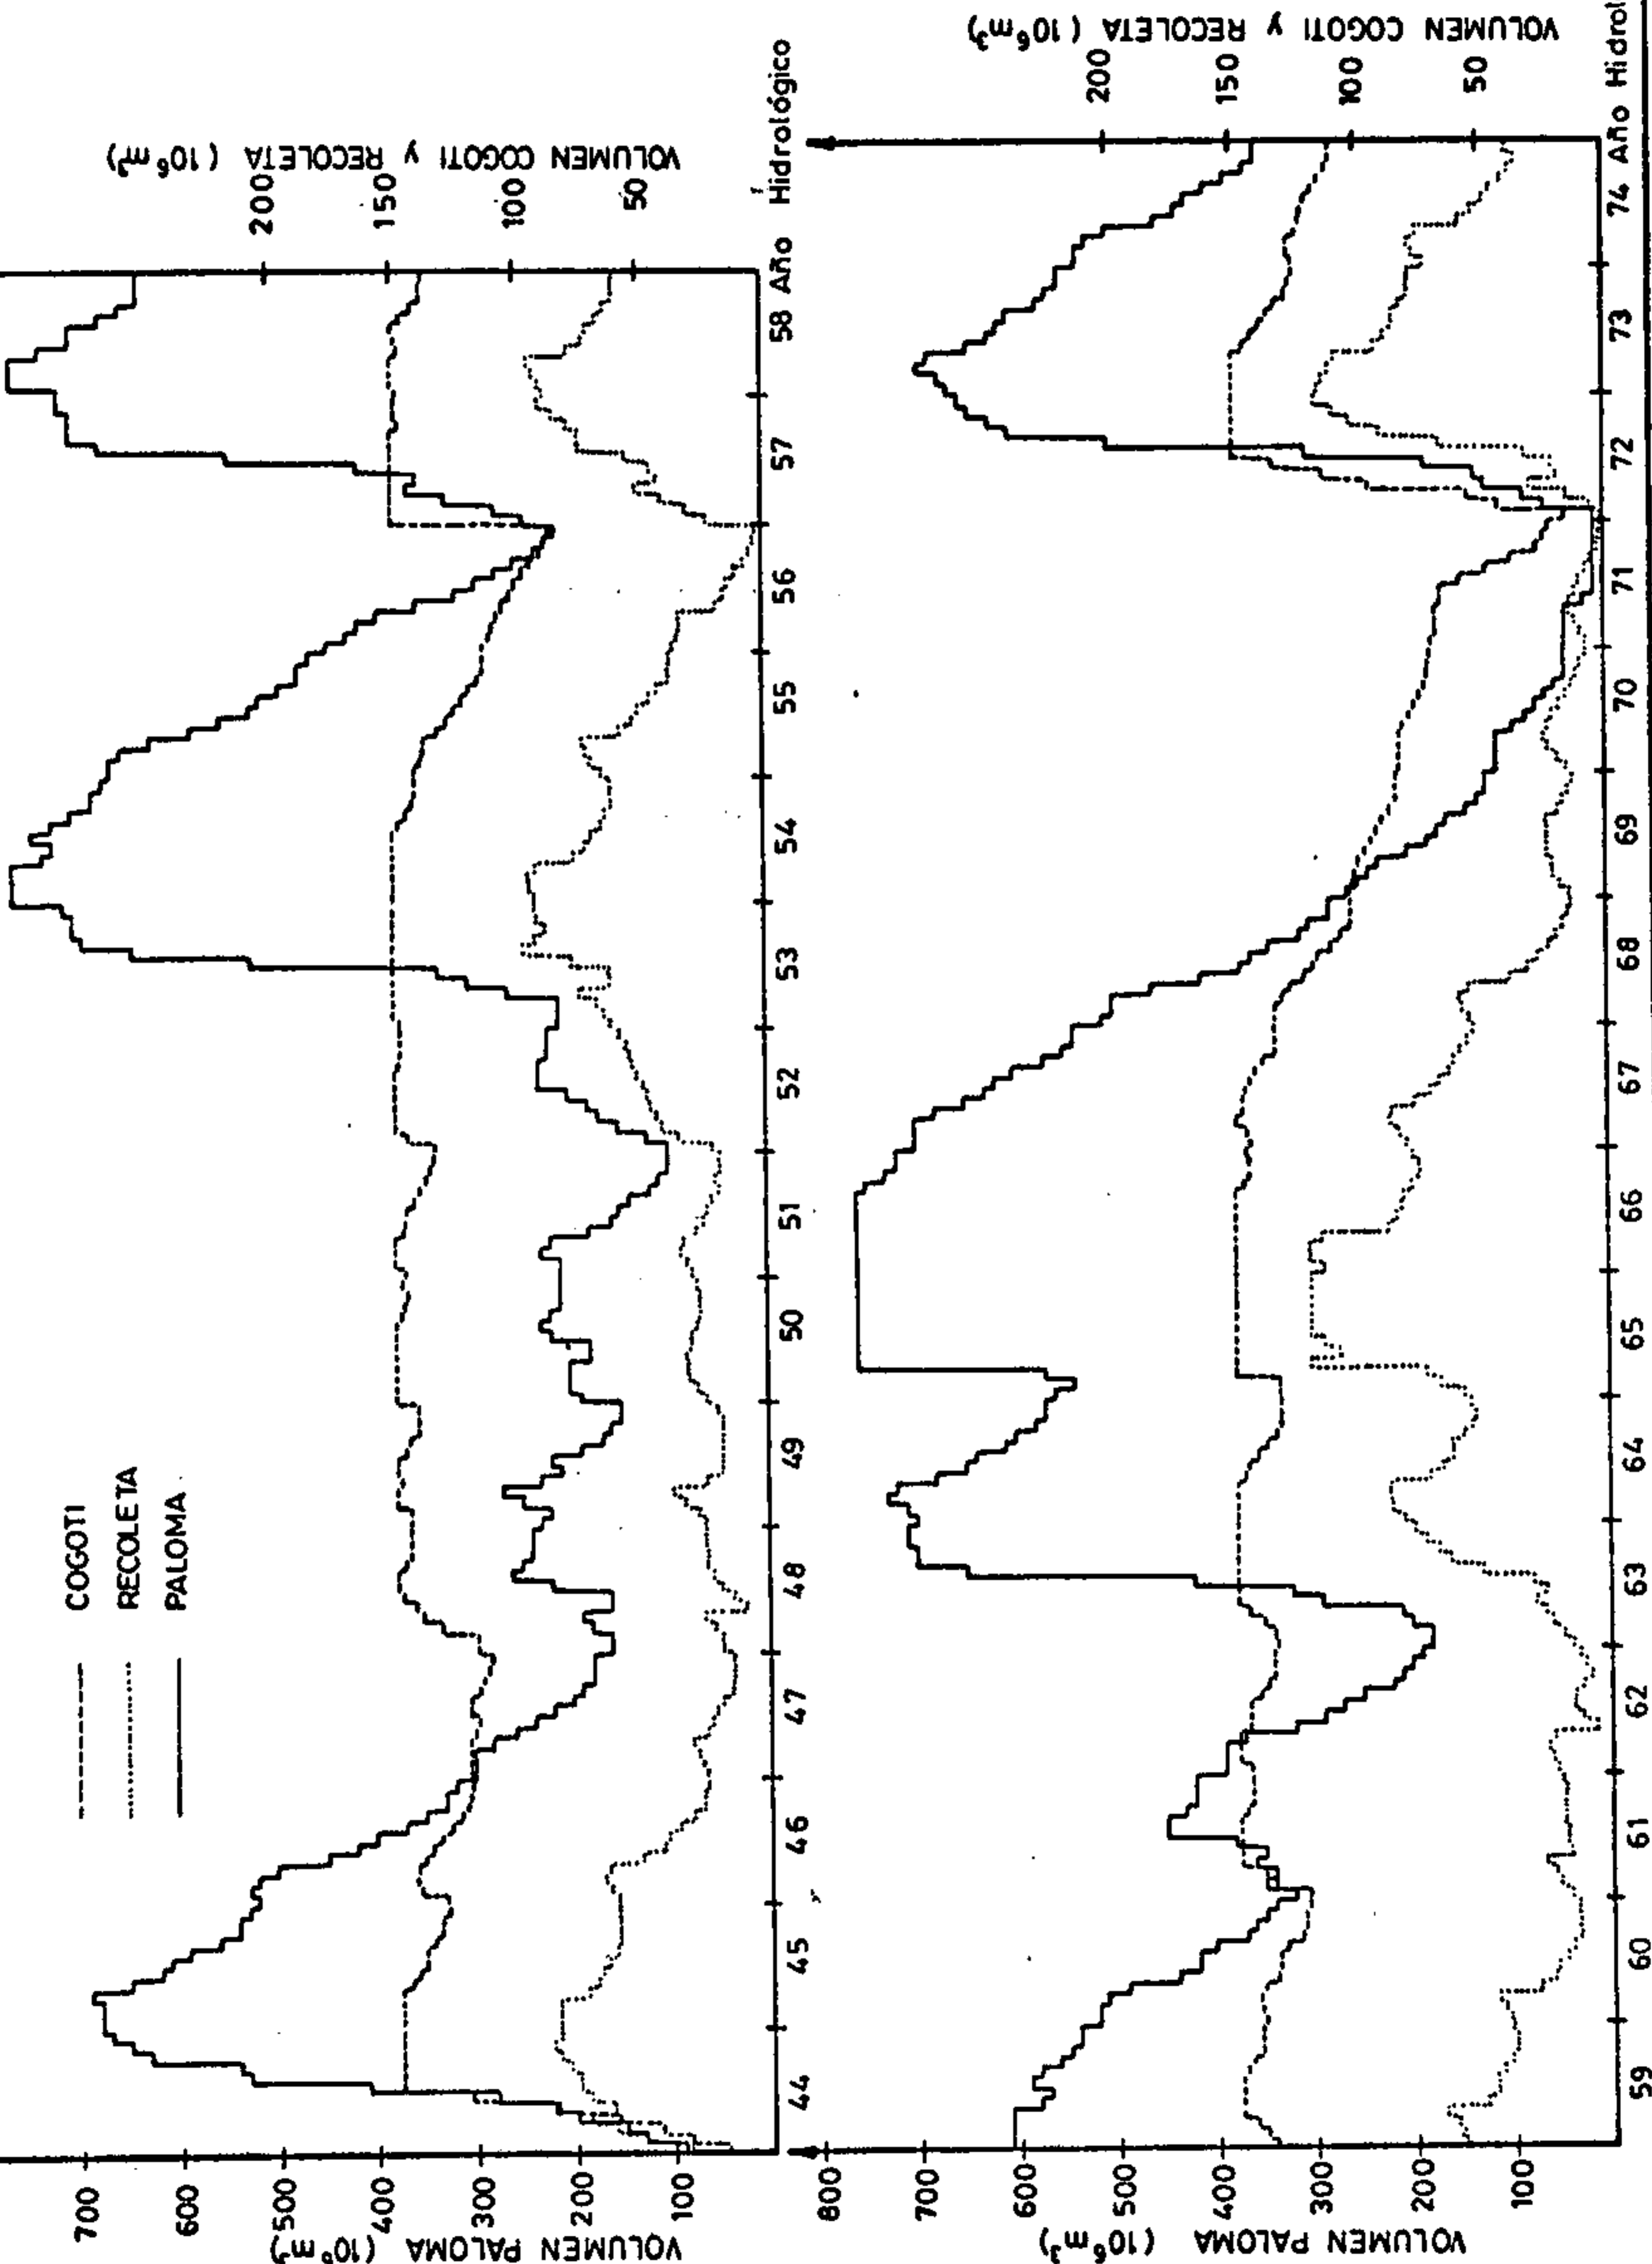 COGOTI
RECOLETA
PALOMA
VOLUMEN PALOMA (10⁶m³)
700
600
500
400
300
200
100
VOLUMEN COGOTI y RECOLETA (10⁶m³)
200
150
100
50
44 45 46 47 48 49 50 51 52 53 54 55 56 57 58 Año Hidrológico
VOLUMEN PALOMA (10⁶m³)
800
700
600
500
400
300
200
100
VOLUMEN COGOTI y RECOLETA (10⁶m³)
200
150
100
50
59 60 61 62 63 64 65 66 67 68 69 70 71 72 73 74 Año Hidrol